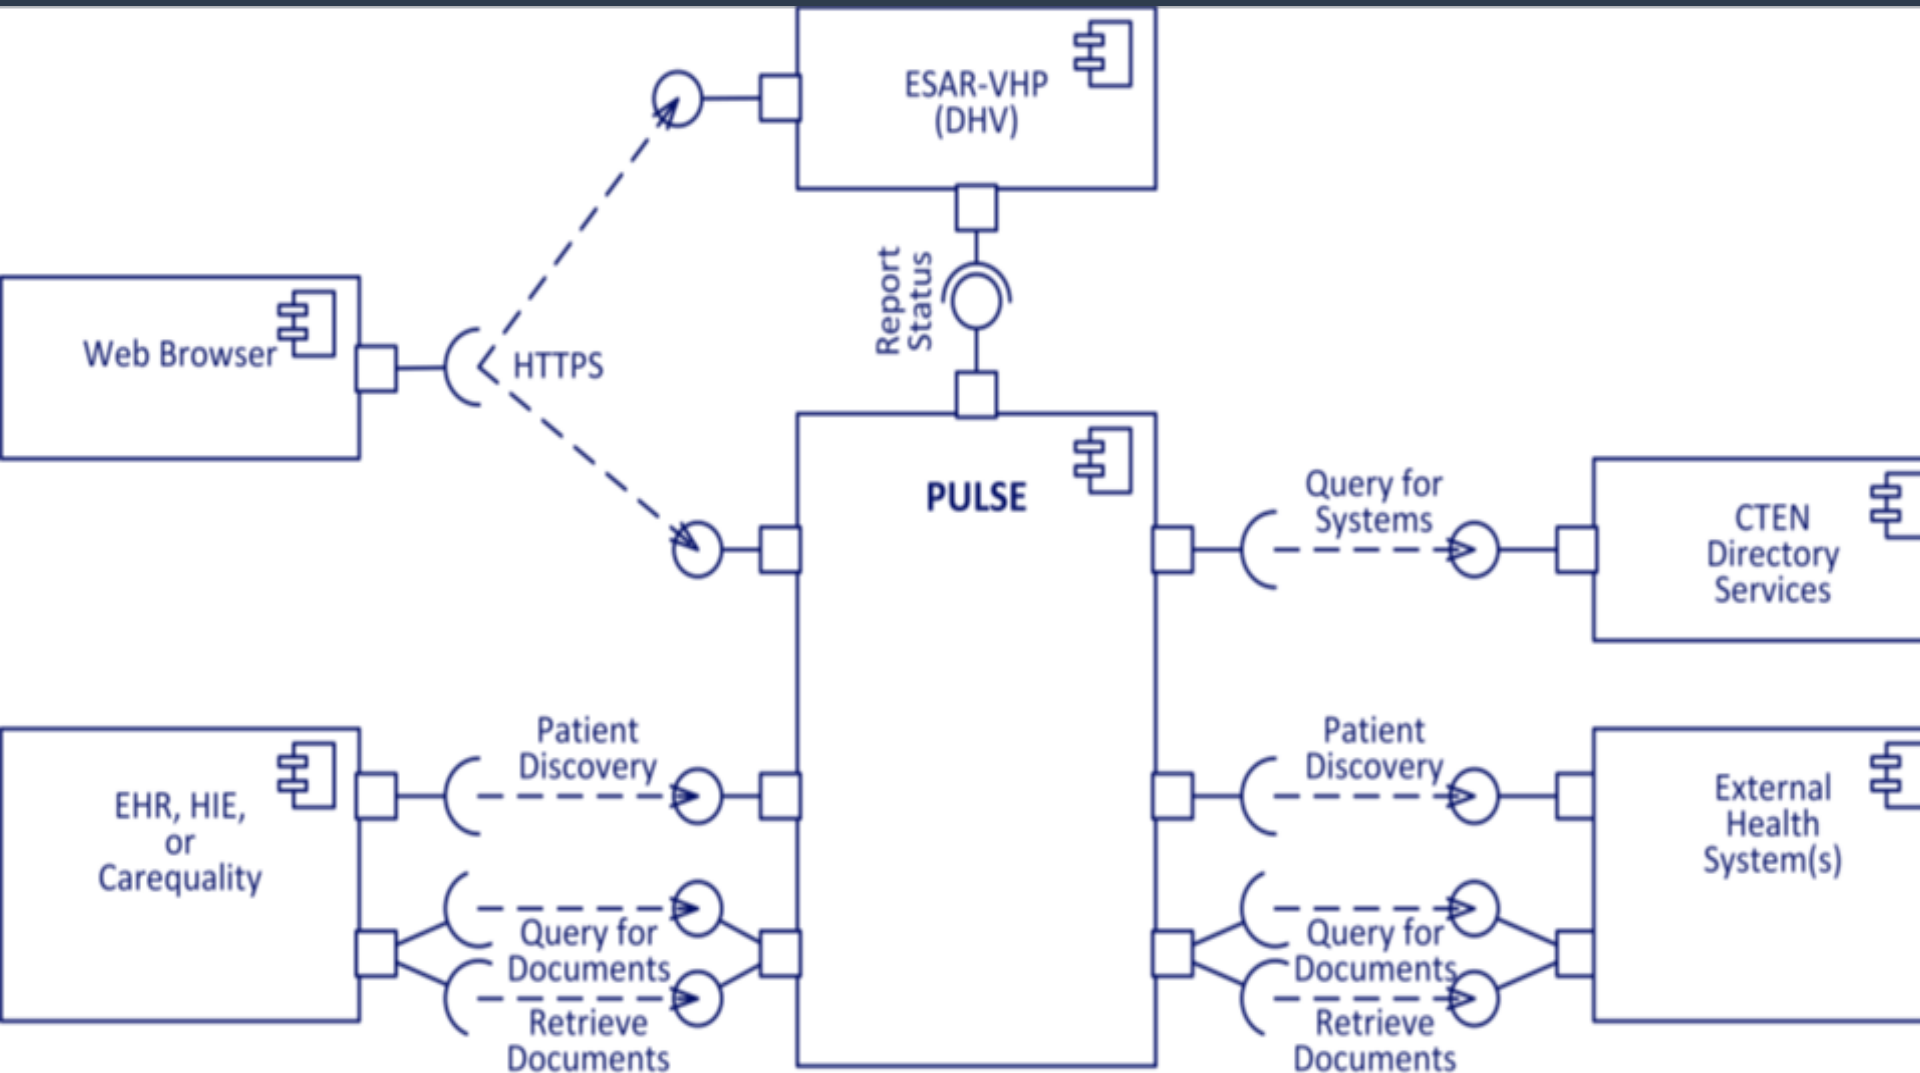 ESAR-VHP
(DHV)
Report
Status
Web Browser
HTTPS
PULSE
Query for
Systems
CTEN
Directory
Services
EHR, HIE,
or
Carequality
Patient
Discovery
Query for
Documents
Retrieve
Documents
Patient
Discovery
Query for
Documents
Retrieve
Documents
External
Health
System(s)